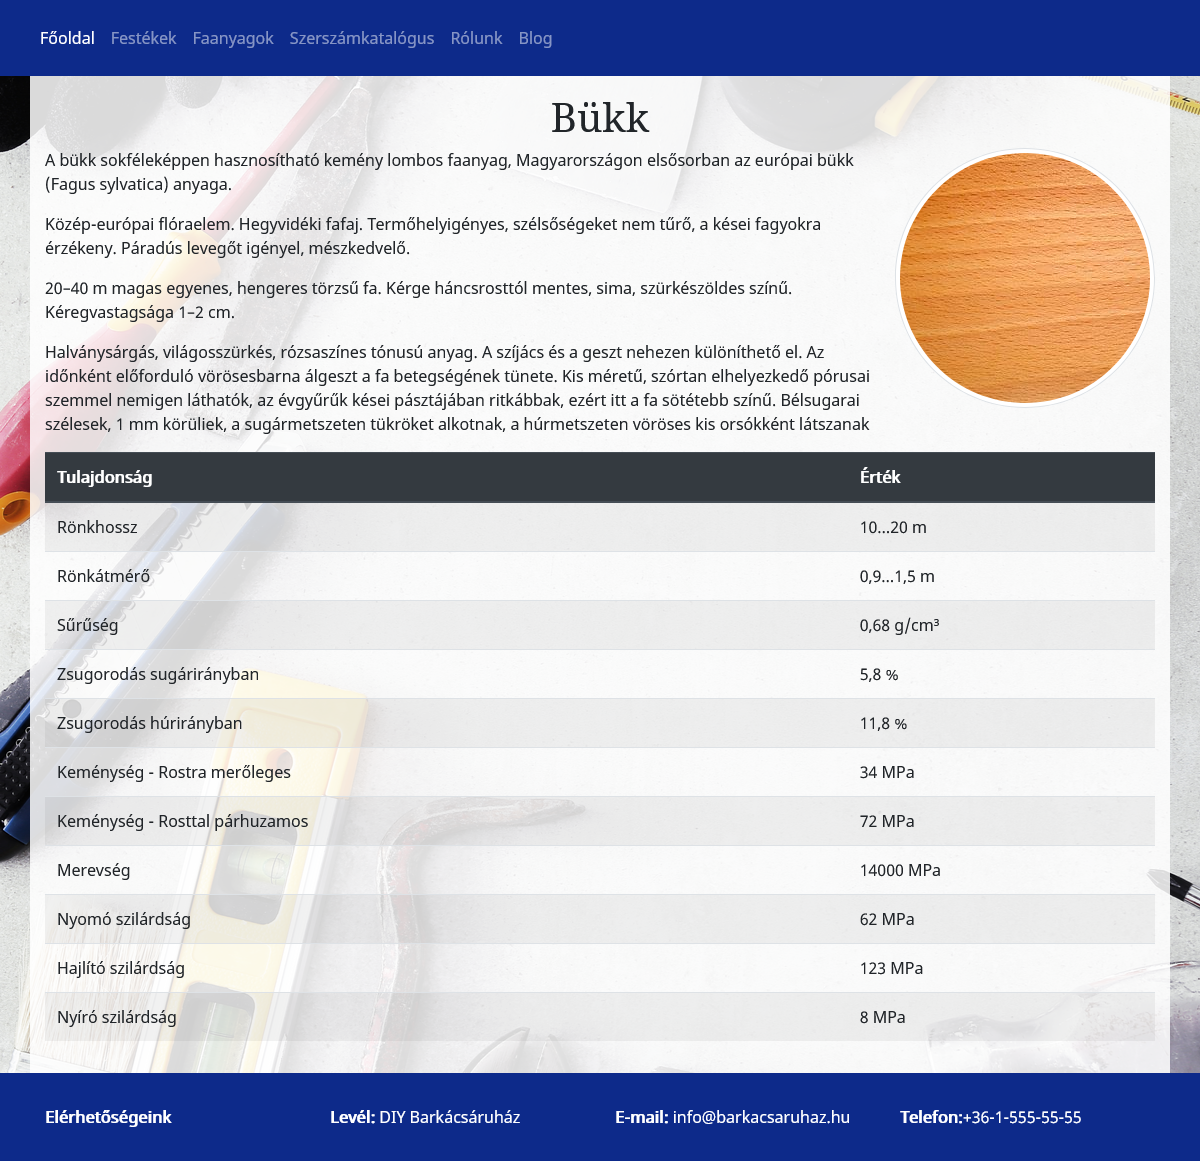 Főoldal Festékek Faanyagok Szerszámkatalógus Rólunk Blog
Bükk
A bükk sokféleképpen hasznosítható kemény lombos faanyag, Magyarországon elsősorban az európai bükk
(Fagus sylvatica) anyaga.
Közép-európai flóraelem. Hegyvidéki fafaj. Termőhelyigényes, szélsőségeket nem tűrő, a kései fagyokra
érzékeny. Páradús levegőt igényel, mészkedvelő.
20–40 m magas egyenes, hengeres törzsű fa. Kérge háncsrosttól mentes, sima, szürkészöldes színű.
Kéregvastagsága 1–2 cm.
Halványsárgás, világosszürkés, rózsaszínes tónusú anyag. A szíjács és a geszt nehezen különíthető el. Az
időnként előforduló vörösesbarna álgeszt a fa betegségének tünete. Kis méretű, szórtan elhelyezkedő pórusai
szemmel nemigen láthatók, az évgyűrűk kései pásztájában ritkábbak, ezért itt a fa sötétebb színű. Bélsugarai
szélesek, 1 mm körüliek, a sugármetszeten tükröket alkotnak, a húrmetszeten vöröses kis orsókként látszanak
Tulajdonság Érték
Rönkhossz 10...20 m
Rönkátmérő 0,9...1,5 m
Sűrűség 0,68 g/cm³
Zsugorodás sugárirányban 5,8 %
Zsugorodás húrirányban 11,8 %
Keménység - Rostra merőleges 34 MPa
Keménység - Rosttal párhuzamos 72 MPa
Merevség 14000 MPa
Nyomó szilárdság 62 MPa
Hajlító szilárdság 123 MPa
Nyíró szilárdság 8 MPa
Elérhetőségeink Levél: DIY Barkácsáruház E-mail: info@barkacsaruhaz.hu Telefon:+36-1-555-55-55